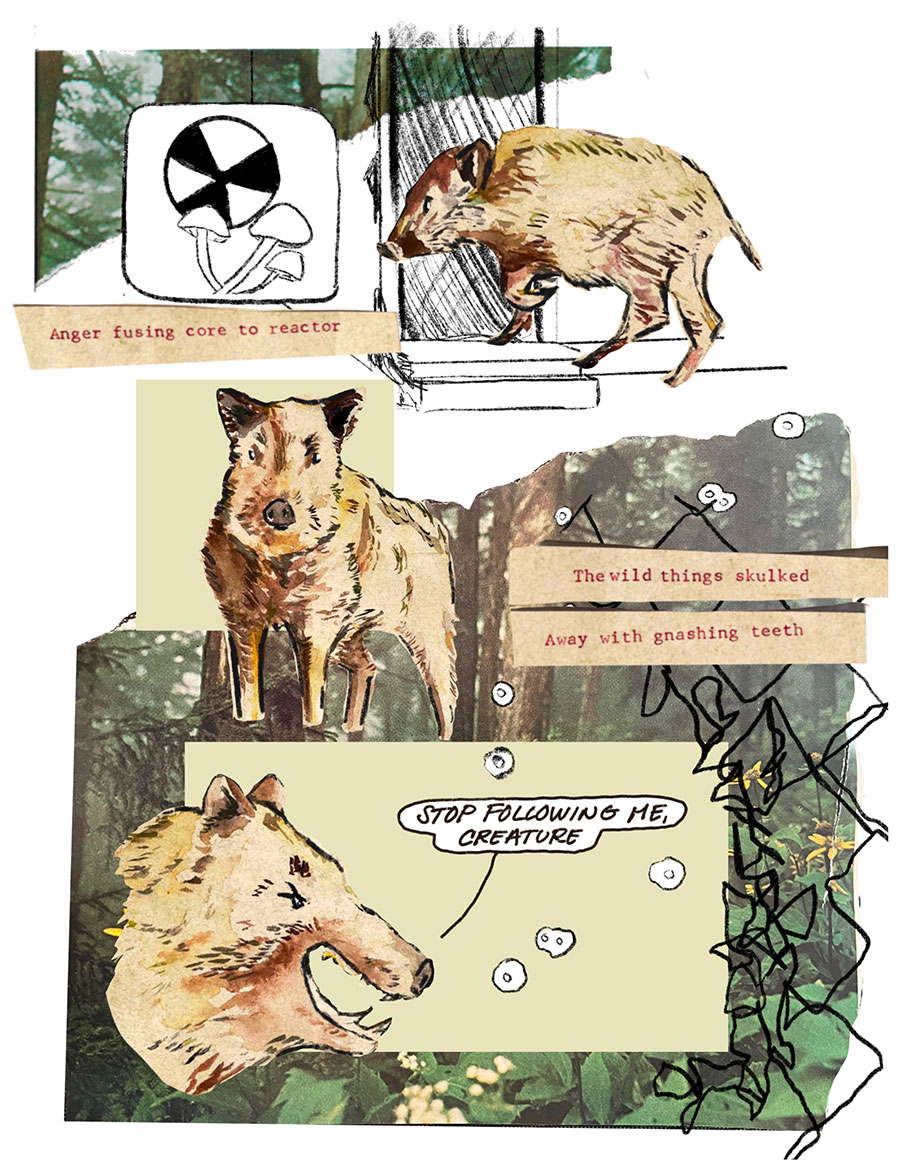 Anger fusing core to reactor
The wild things skulked
Away with gnashing teeth
STOP FOLLOWING ME,
CREATURE